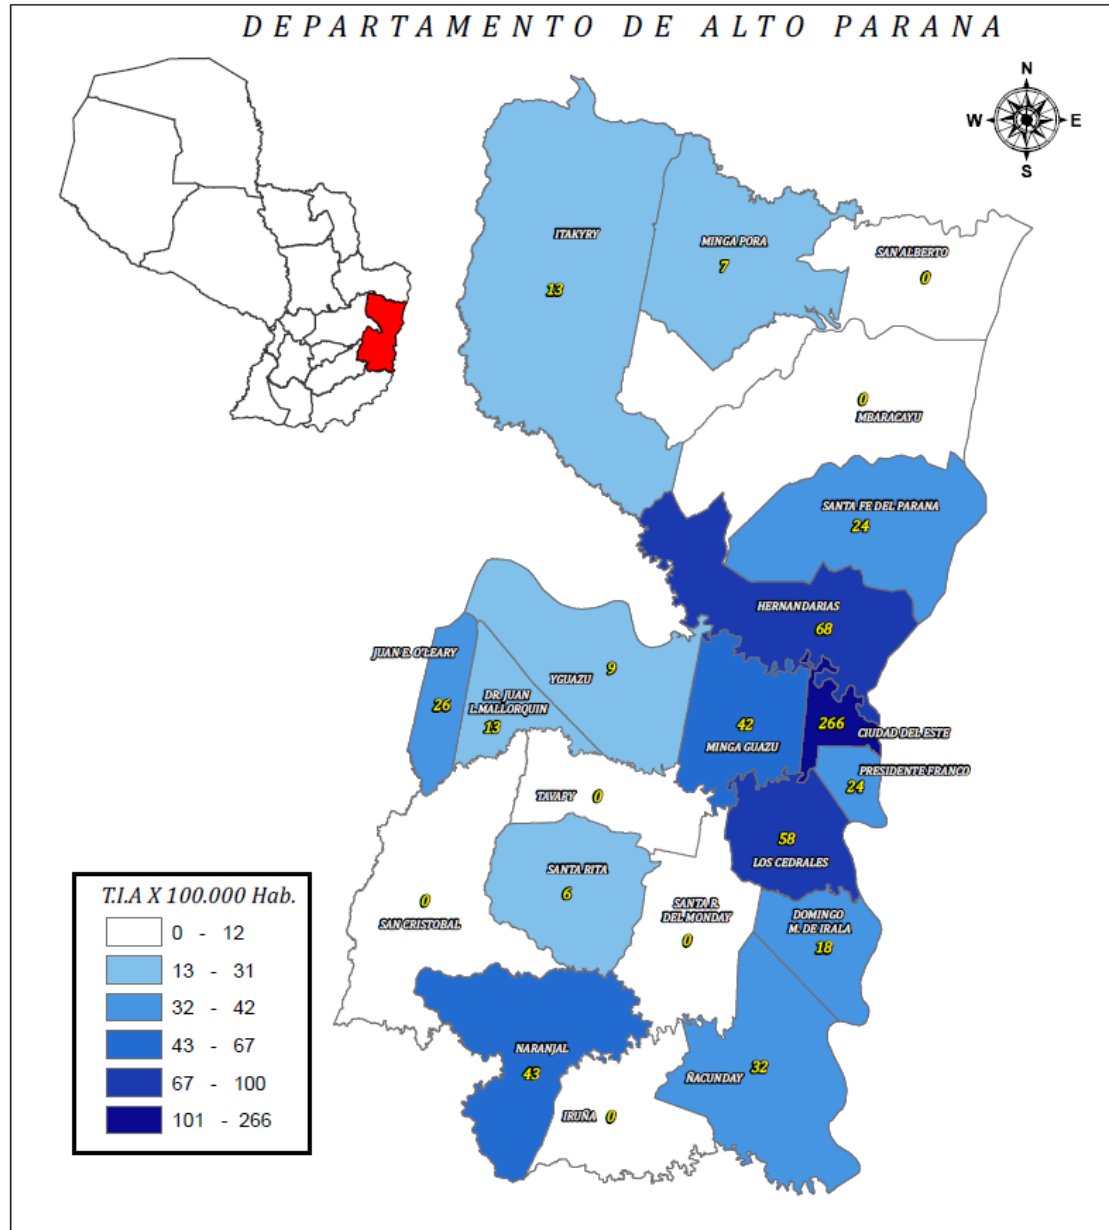 DEPARTAMENTO DE ALTO PARANA
N
W E
S
ITAKYRY
13
MINGA PORA
7
SAN ALBERTO
0
0
MBARACAYU
SANTA FE DEL PARANA
24
HERNANDARIAS
68
JUAN E. O'LEARY
26
DR. JUAN
L.MALLORQUIN
13
YGUAZU
9
42
MINGA GUAZU
266
CIUDAD DEL ESTE
PRESIDENTE FRANCO
24
TAVAPY 0
58
LOS CEDRALES
SANTA RITA
6
0
SAN CRISTOBAL
SANTA R.
DEL MONDAY
0
DOMINGO
M. DE IRALA
18
NARANJAL
43
ÑACUNDAY 32
IRUÑA 0
T.I.A X 100.000 Hab.
0 - 12
13 - 31
32 - 42
43 - 67
67 - 100
101 - 266